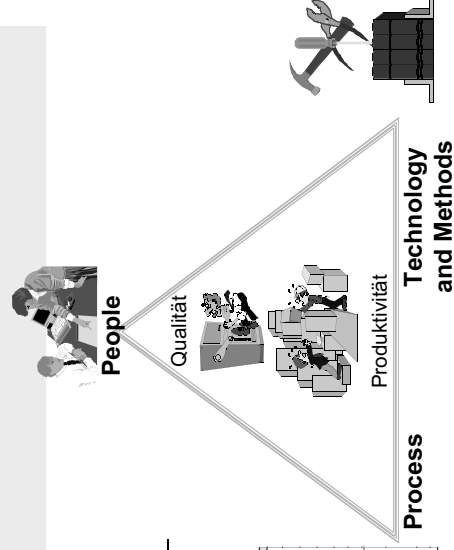 People
Qualität
Produktivität
Process
Technology
and Methods